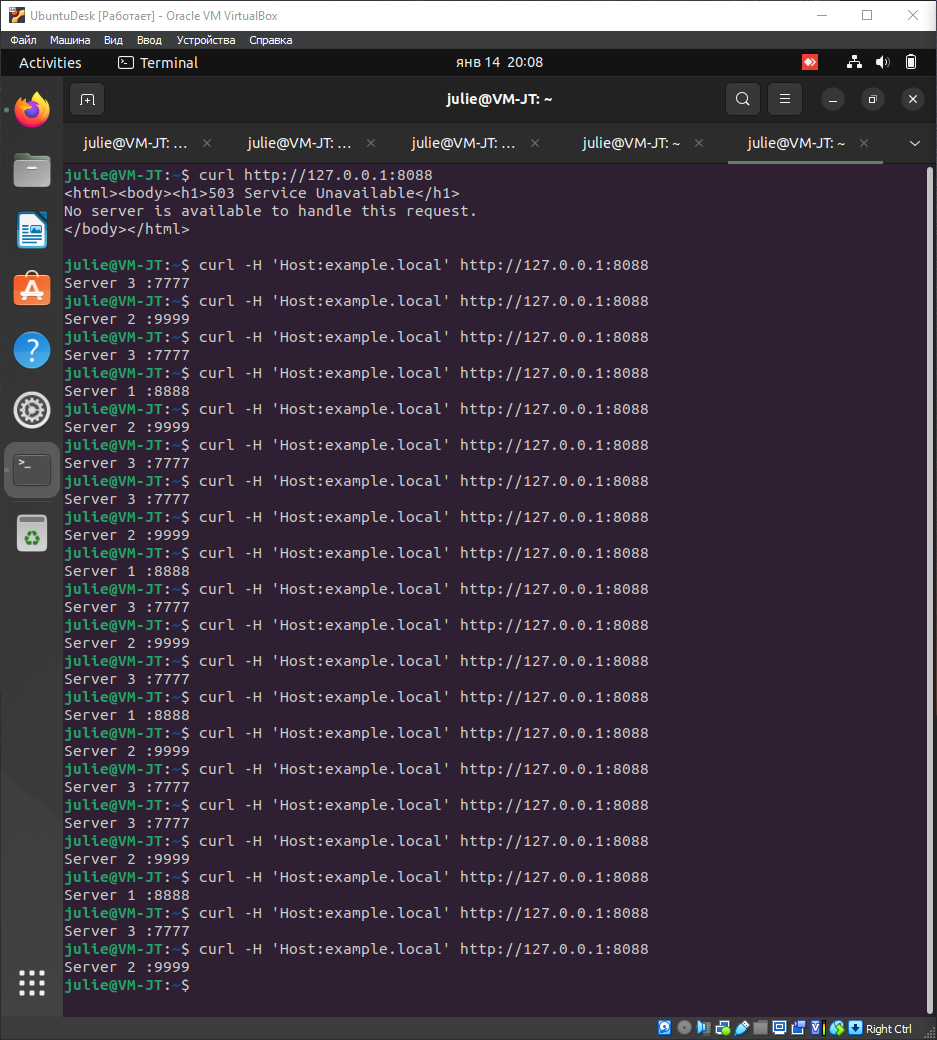 UbuntuDesk [Работает] - Oracle VM VirtualBox
Файл Машина Вид Ввод Устройства Справка
Activities Terminal янв 14 20:08
julie@VM-JT: ~
julie@VM-JT: ... julie@VM-JT: ... julie@VM-JT: ... julie@VM-JT: ~ julie@VM-JT: ~
julie@VM-JT:~$ curl http://127.0.0.1:8088
<html><body><h1>503 Service Unavailable</h1>
No server is available to handle this request.
</body></html>
julie@VM-JT:~$ curl -H 'Host:example.local' http://127.0.0.1:8088
Server 3 :7777
julie@VM-JT:~$ curl -H 'Host:example.local' http://127.0.0.1:8088
Server 2 :9999
julie@VM-JT:~$ curl -H 'Host:example.local' http://127.0.0.1:8088
Server 3 :7777
julie@VM-JT:~$ curl -H 'Host:example.local' http://127.0.0.1:8088
Server 1 :8888
julie@VM-JT:~$ curl -H 'Host:example.local' http://127.0.0.1:8088
Server 2 :9999
julie@VM-JT:~$ curl -H 'Host:example.local' http://127.0.0.1:8088
Server 3 :7777
julie@VM-JT:~$ curl -H 'Host:example.local' http://127.0.0.1:8088
Server 3 :7777
julie@VM-JT:~$ curl -H 'Host:example.local' http://127.0.0.1:8088
Server 2 :9999
julie@VM-JT:~$ curl -H 'Host:example.local' http://127.0.0.1:8088
Server 1 :8888
julie@VM-JT:~$ curl -H 'Host:example.local' http://127.0.0.1:8088
Server 3 :7777
julie@VM-JT:~$ curl -H 'Host:example.local' http://127.0.0.1:8088
Server 2 :9999
julie@VM-JT:~$ curl -H 'Host:example.local' http://127.0.0.1:8088
Server 3 :7777
julie@VM-JT:~$ curl -H 'Host:example.local' http://127.0.0.1:8088
Server 1 :8888
julie@VM-JT:~$ curl -H 'Host:example.local' http://127.0.0.1:8088
Server 2 :9999
julie@VM-JT:~$ curl -H 'Host:example.local' http://127.0.0.1:8088
Server 3 :7777
julie@VM-JT:~$ curl -H 'Host:example.local' http://127.0.0.1:8088
Server 3 :7777
julie@VM-JT:~$ curl -H 'Host:example.local' http://127.0.0.1:8088
Server 2 :9999
julie@VM-JT:~$ curl -H 'Host:example.local' http://127.0.0.1:8088
Server 1 :8888
julie@VM-JT:~$ curl -H 'Host:example.local' http://127.0.0.1:8088
Server 3 :7777
julie@VM-JT:~$ curl -H 'Host:example.local' http://127.0.0.1:8088
Server 2 :9999
julie@VM-JT:~$
Right Ctrl